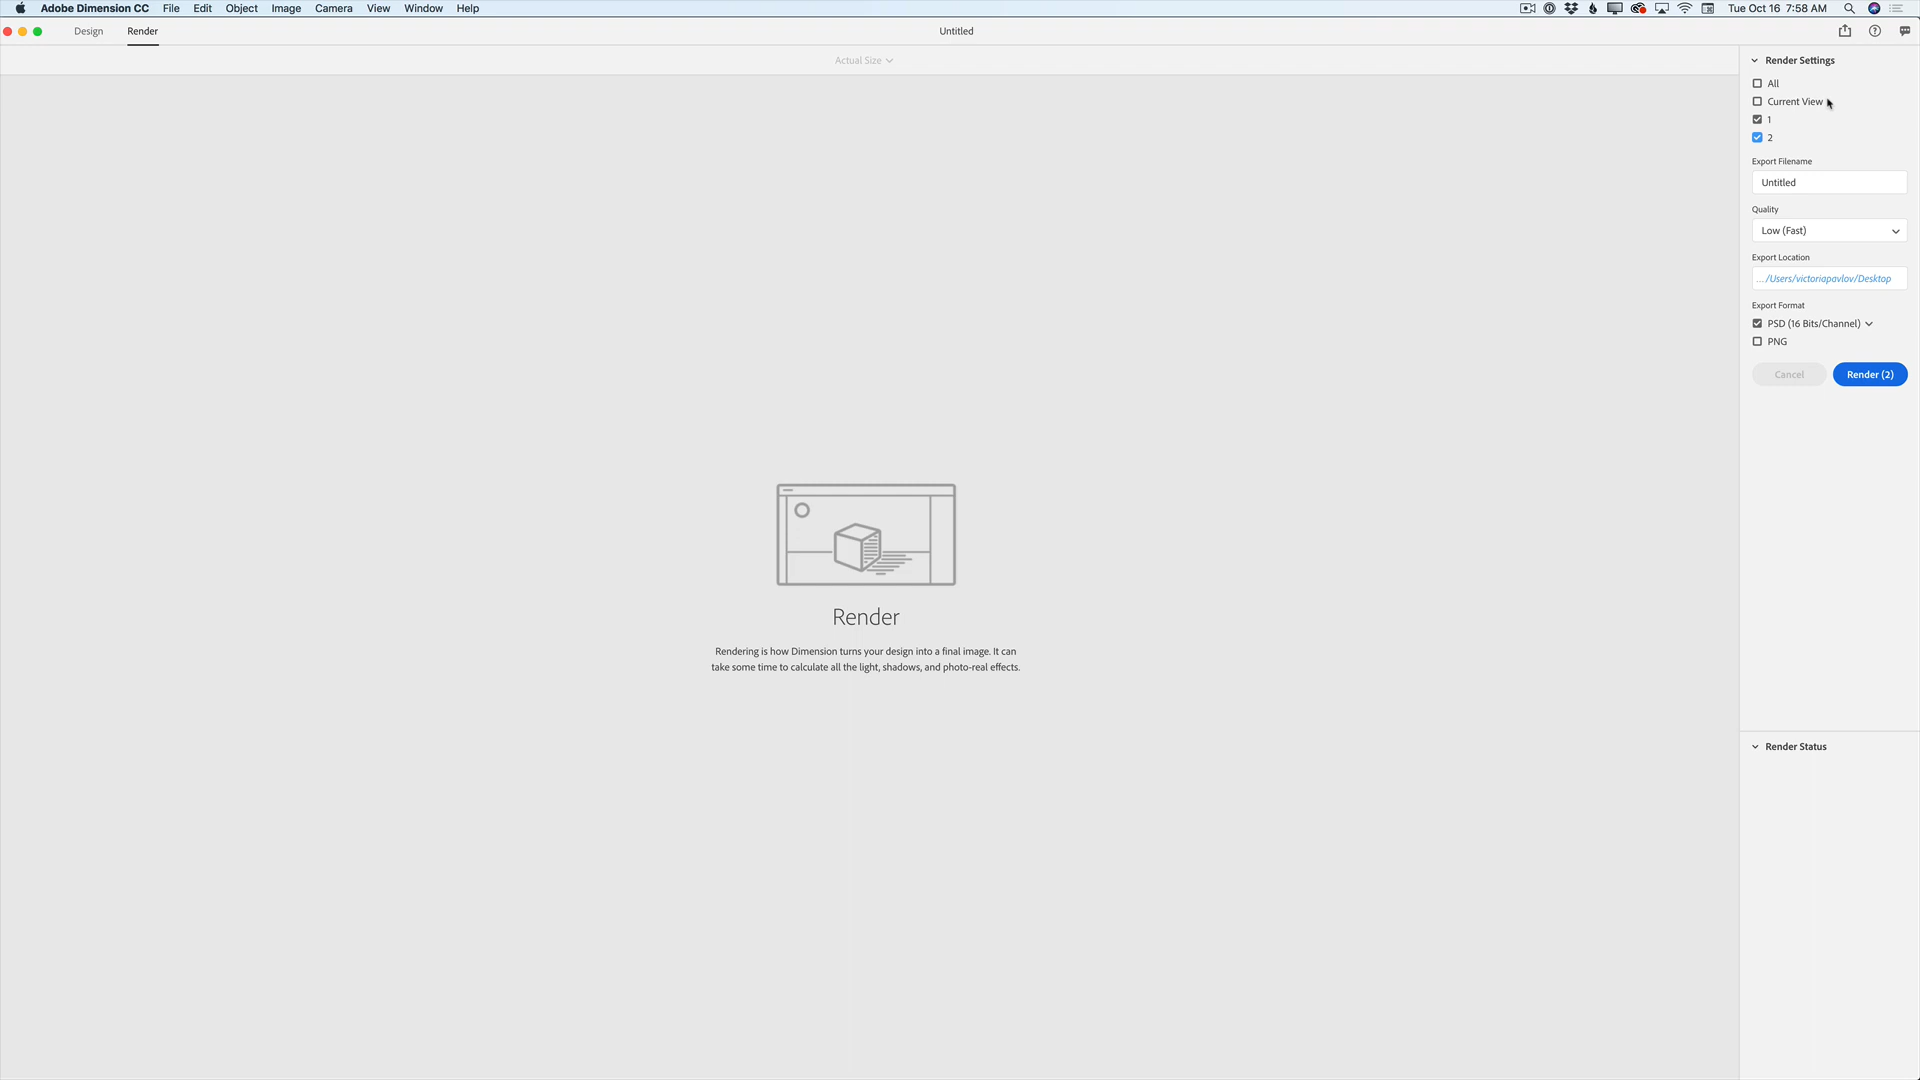 Adobe Dimension CC File Edit Object Image Camera View Window Help Tue Oct 16 7:58 AM
Design Render Untitled
Actual Size
Render Settings
All
Current View
1
2
Export Filename
Untitled
Quality
Low (Fast)
Export Location
.../Users/victoriapavlov/Desktop
Export Format
PSD (16 Bits/Channel)
PNG
Cancel Render (2)
Render
Rendering is how Dimension turns your design into a final image. It can
take some time to calculate all the light, shadows, and photo-real effects.
Render Status